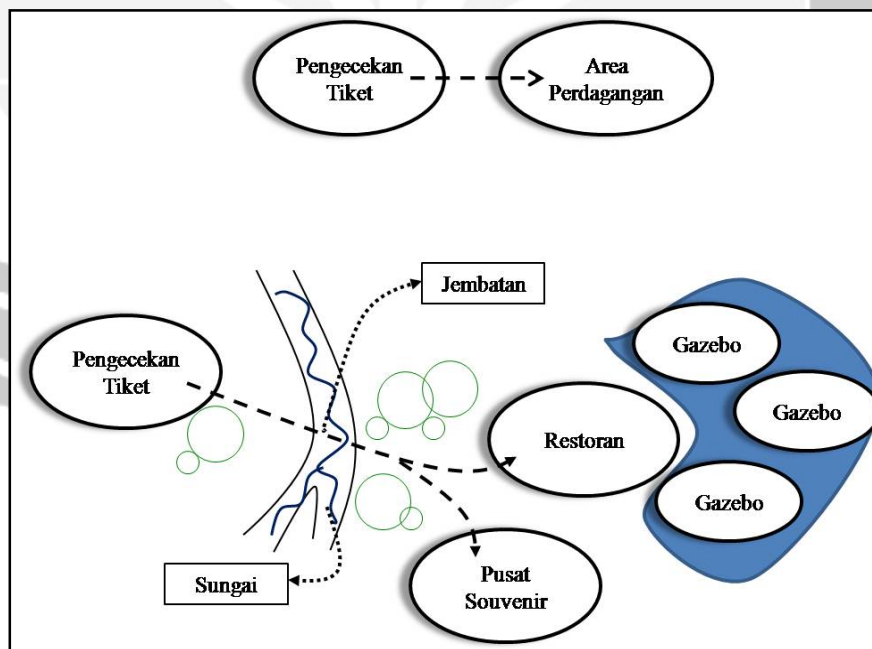 Pengecekan
Tiket
Area
Perdagangan
Jembatan
Pengecekan
Tiket
Gazebo
Gazebo
Restoran
Gazebo
Sungai
Pusat
Souvenir